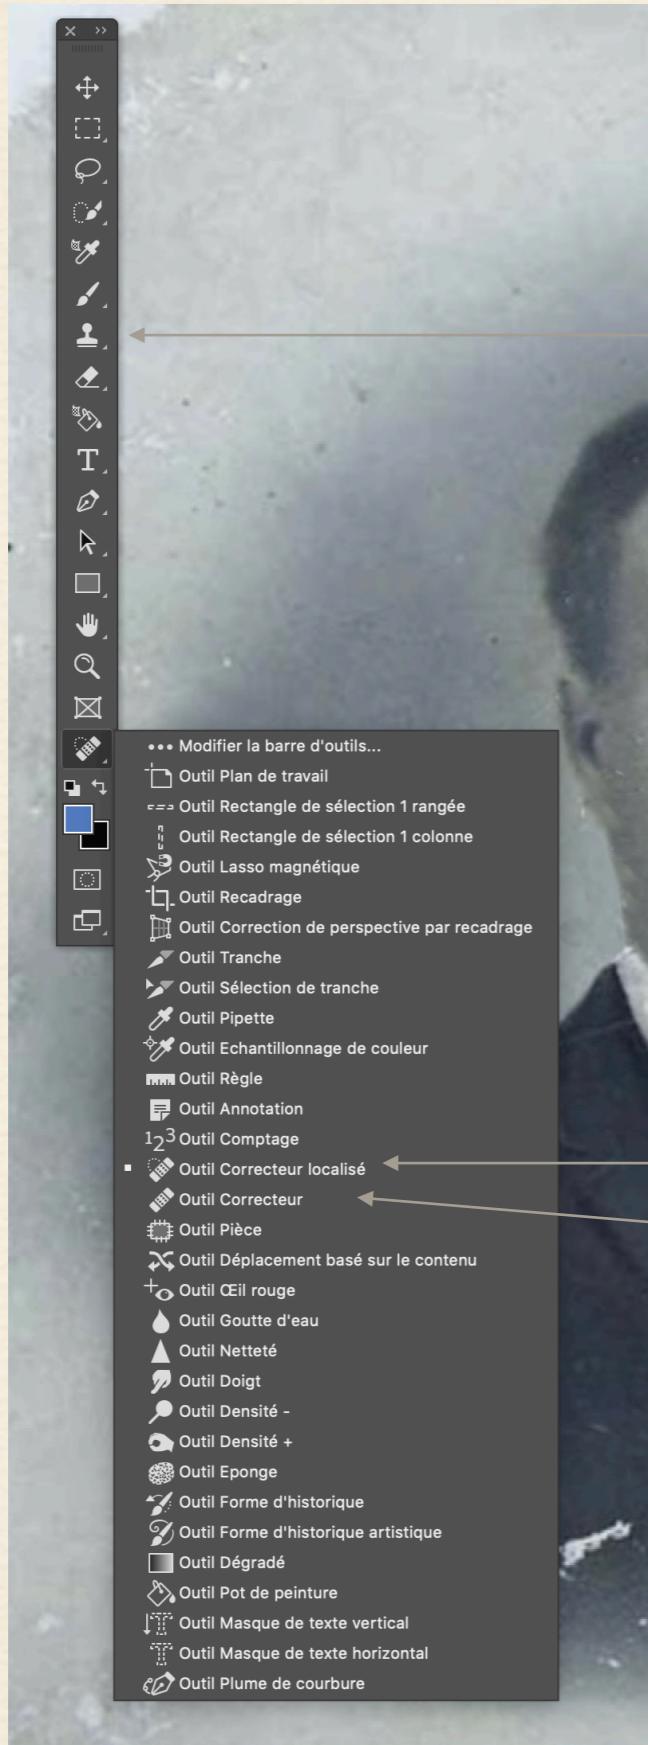 Modifier la barre d'outils...
Outil Plan de travail
Outil Rectangle de sélection 1 rangée
Outil Rectangle de sélection 1 colonne
Outil Lasso magnétique
Outil Recadrage
Outil Correction de perspective par recadrage
Outil Tranche
Outil Sélection de tranche
Outil Pipette
Outil Echantillonnage de couleur
Outil Règle
Outil Annotation
Outil Comptage
Outil Correcteur localisé
Outil Correcteur
Outil Pièce
Outil Déplacement basé sur le contenu
Outil Œil rouge
Outil Goutte d'eau
Outil Netteté
Outil Doigt
Outil Densité -
Outil Densité +
Outil Eponge
Outil Forme d'historique
Outil Forme d'historique artistique
Outil Dégradé
Outil Pot de peinture
Outil Masque de texte vertical
Outil Masque de texte horizontal
Outil Plume de courbure